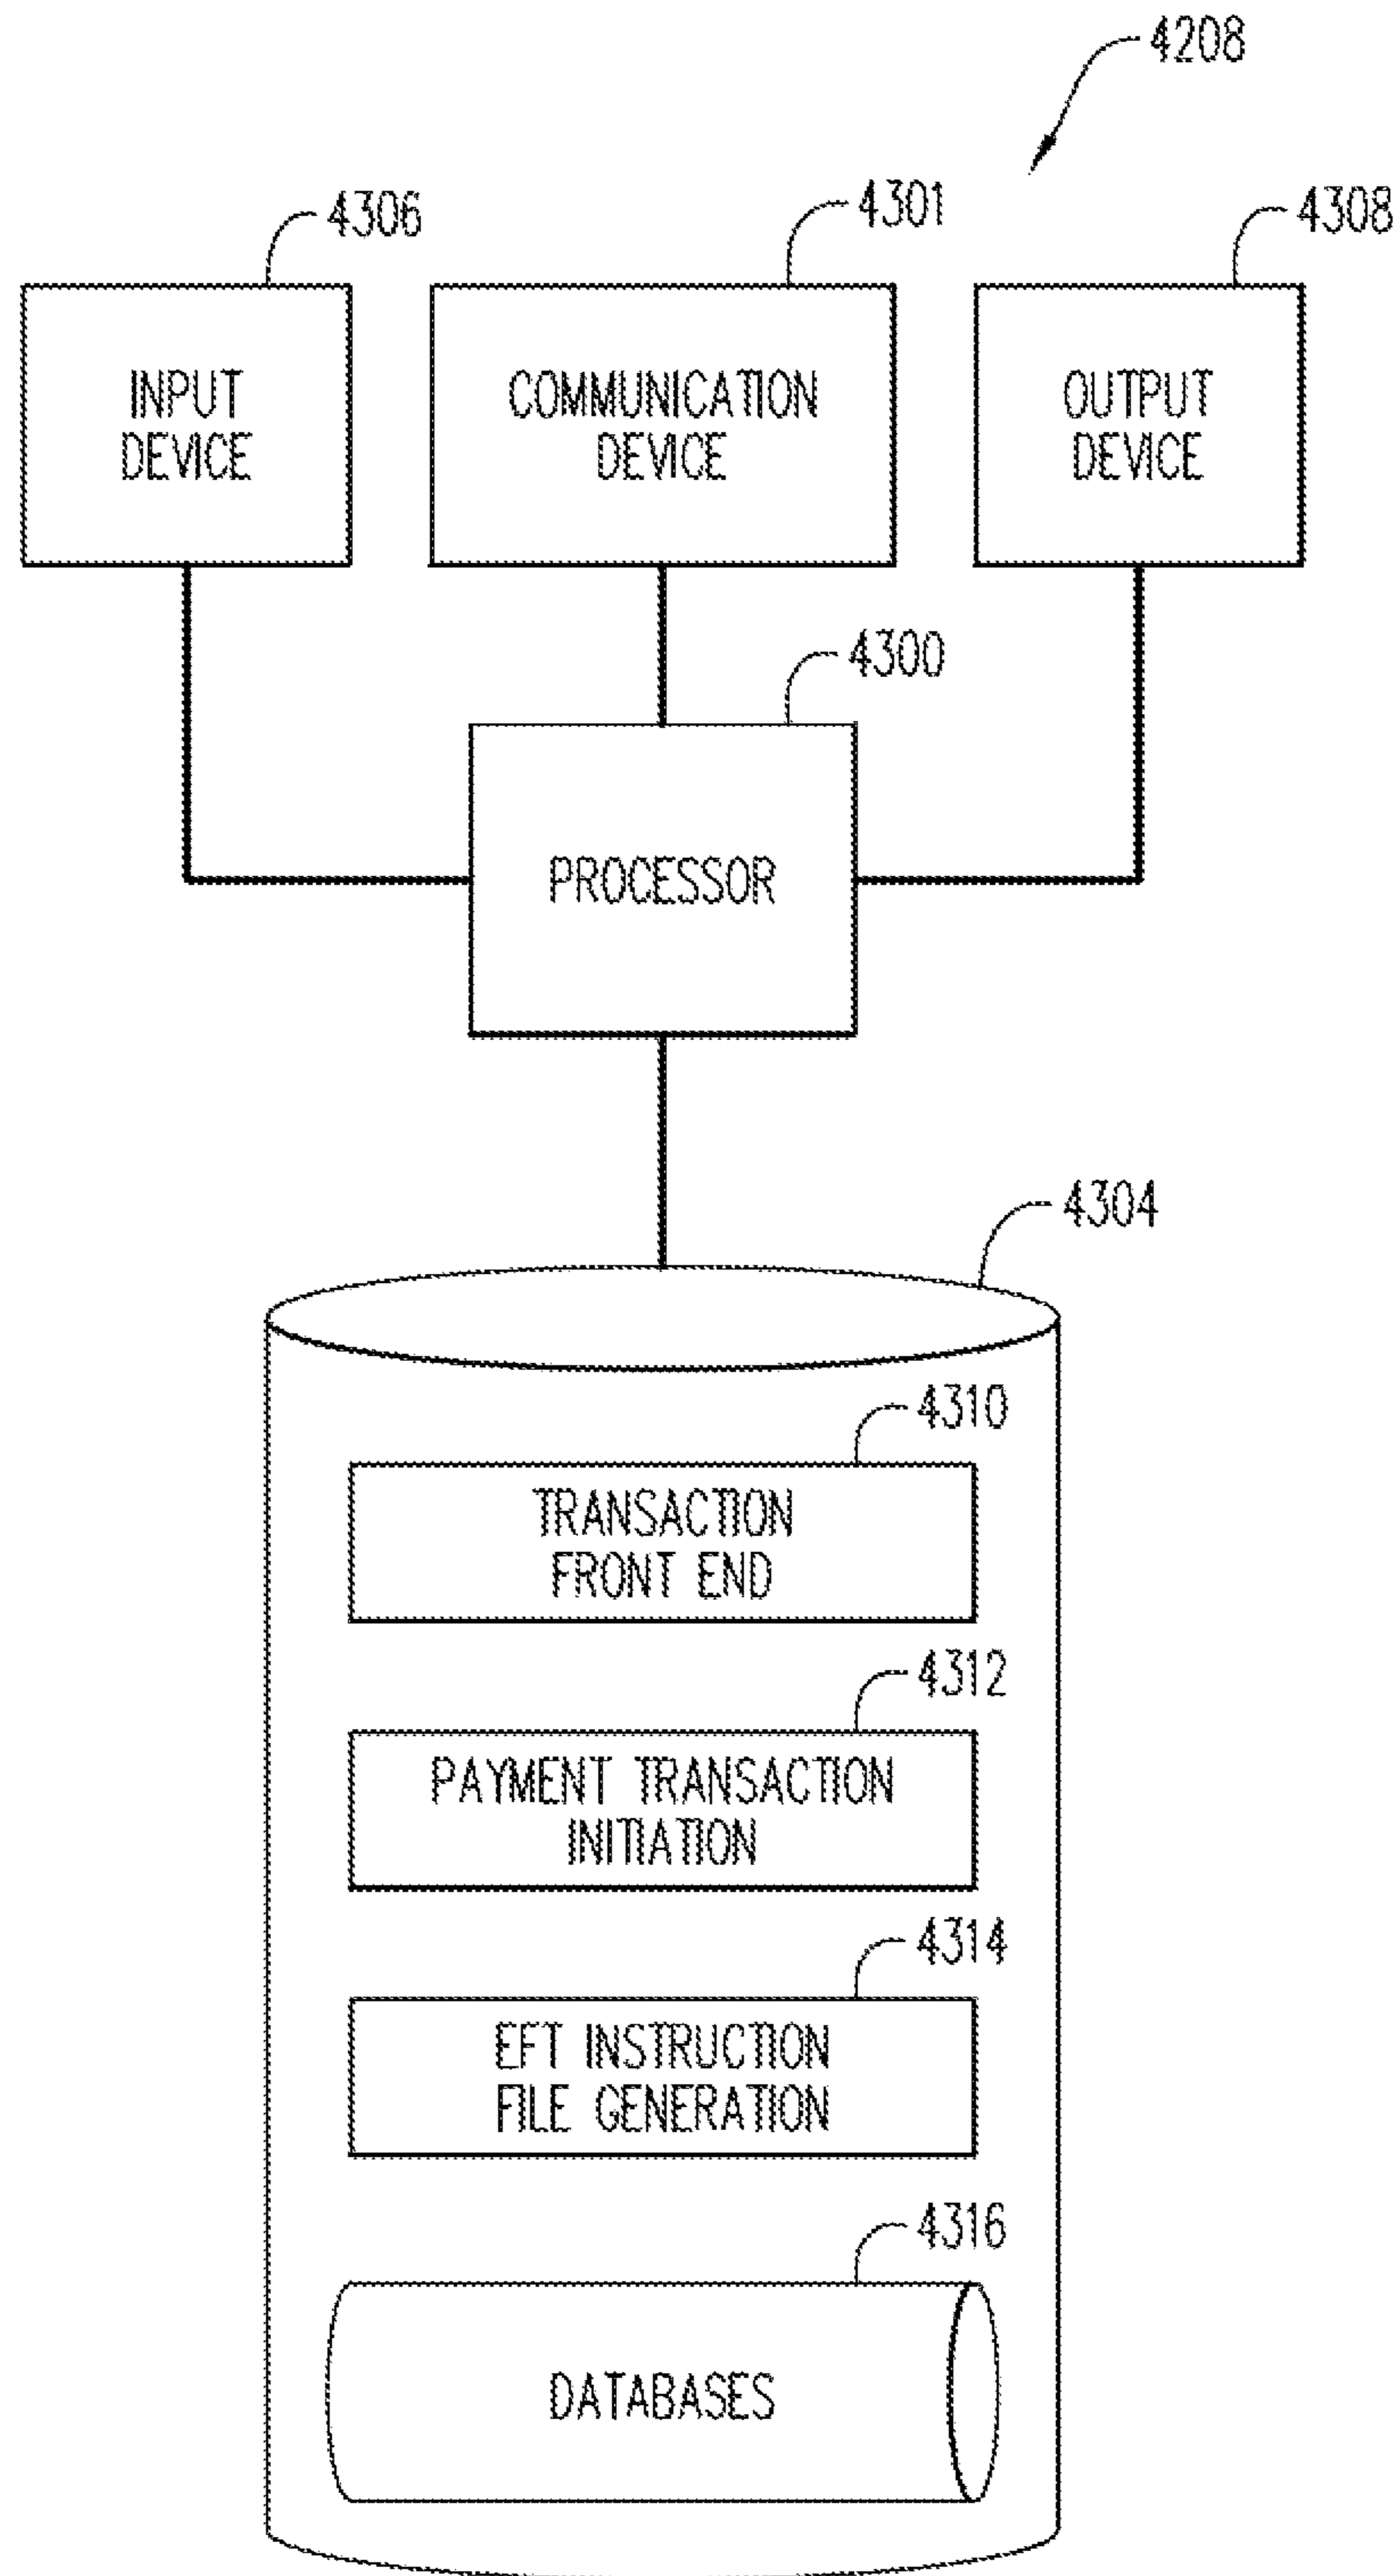 4208
4306
4301
4308
INPUT
DEVICE
COMMUNICATION
DEVICE
OUTPUT
DEVICE
4300
PROCESSOR
4304
4310
TRANSACTION
FRONT END
4312
PAYMENT TRANSACTION
INITIATION
4314
EFT INSTRUCTION
FILE GENERATION
4316
DATABASES